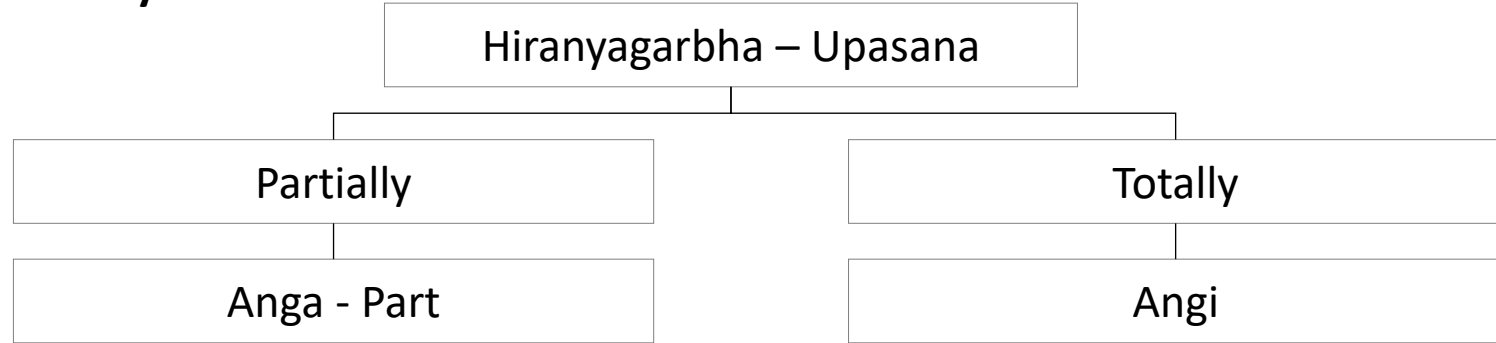 Hiranyagarbha – Upasana
Partially
Totally
Anga - Part
Angi